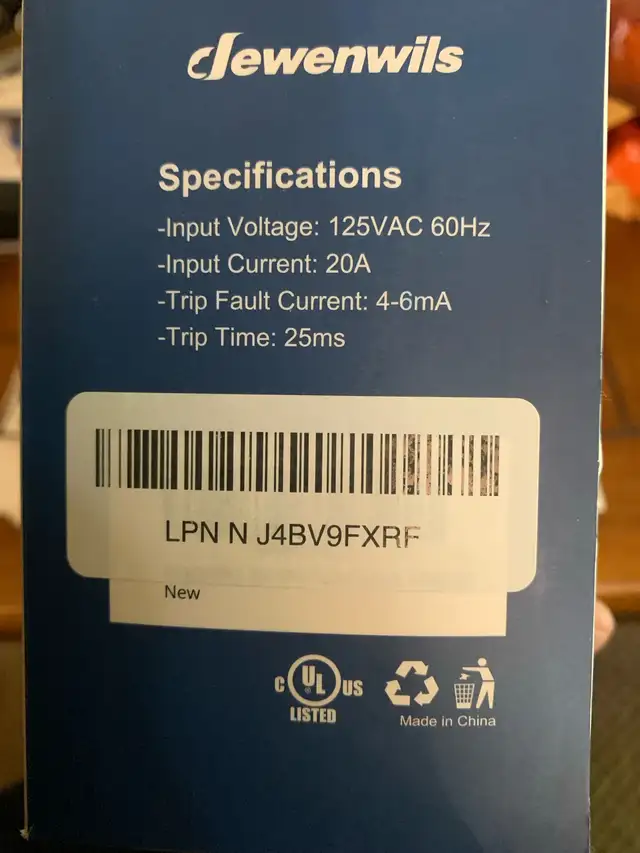 dewenwils
Specifications
-Input Voltage: 125VAC 60Hz
-Input Current: 20A
-Trip Fault Current: 4-6mA
-Trip Time: 25ms
LPN N J4BV9FXRF
New
C UL US
LISTED
Made in China